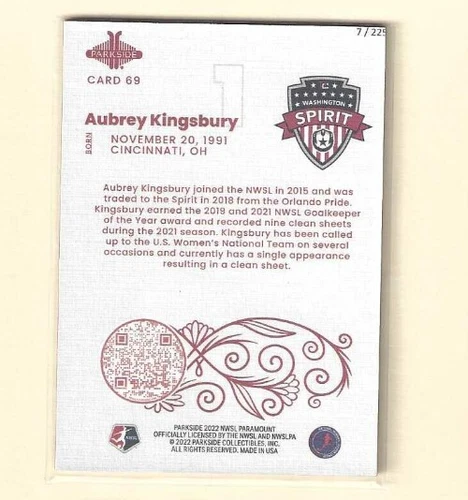 7 / 225
PARKSIDE
CARD 69
1
WASHINGTON
SPIRIT
Aubrey Kingsbury
BORN
NOVEMBER 20, 1991
CINCINNATI, OH
Aubrey Kingsbury joined the NWSL in 2015 and was
traded to the Spirit in 2018 from the Orlando Pride.
Kingsbury earned the 2019 and 2021 NWSL Goalkeeper
of the Year award and recorded nine clean sheets
during the 2021 season. Kingsbury has been called
up to the U.S. Women's National Team on several
occasions and currently has a single appearance
resulting in a clean sheet.
NWSL
PARKSIDE 2022 NWSL PARAMOUNT
OFFICIALLY LICENSED BY THE NWSL AND NWSLPA
© 2022 PARKSIDE COLLECTIBLES, INC.
ALL RIGHTS RESERVED. MADE IN USA